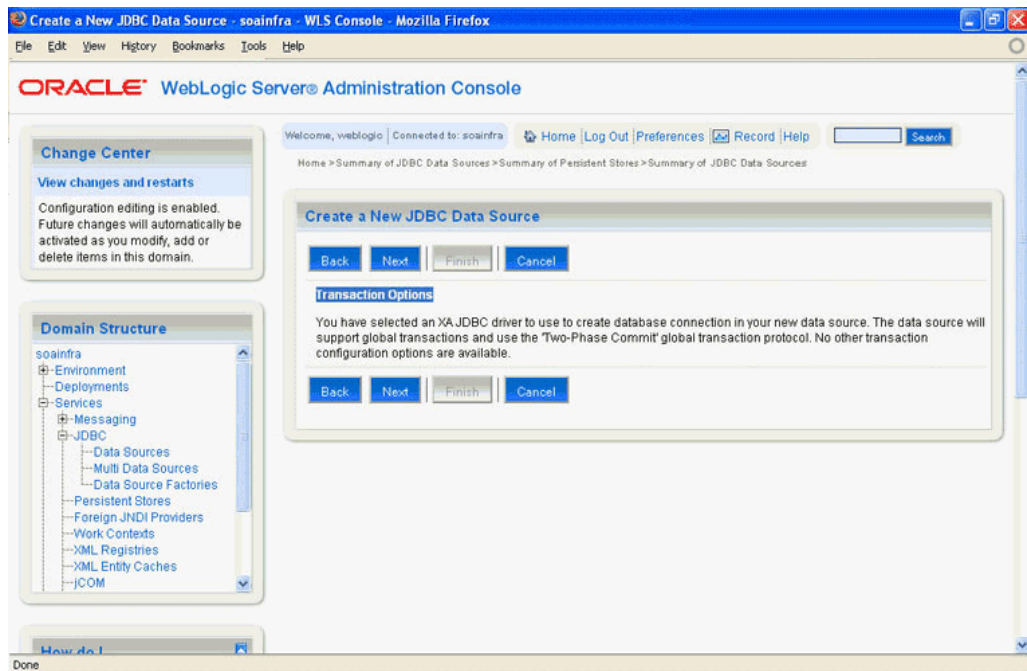 Create a New JDBC Data Source - soainfra - WLS Console - Mozilla Firefox
File Edit View History Bookmarks Tools Help
ORACLE® WebLogic Server® Administration Console
Change Center
View changes and restarts
Configuration editing is enabled.
Future changes will automatically be
activated as you modify, add or
delete items in this domain.
Domain Structure
soainfra
Environment
Deployments
Services
Messaging
JDBC
Data Sources
Multi Data Sources
Data Source Factories
Persistent Stores
Foreign JNDI Providers
Work Contexts
XML Registries
XML Entity Caches
jCOM
How do I...
Welcome, weblogic | Connected to: soainfra Home | Log Out | Preferences | Record | Help Search
Home > Summary of JDBC Data Sources > Summary of Persistent Stores > Summary of JDBC Data Sources
Create a New JDBC Data Source
Back Next Finish Cancel
Transaction Options
You have selected an XA JDBC driver to use to create database connection in your new data source. The data source will
support global transactions and use the 'Two-Phase Commit' global transaction protocol. No other transaction
configuration options are available.
Back Next Finish Cancel
Done